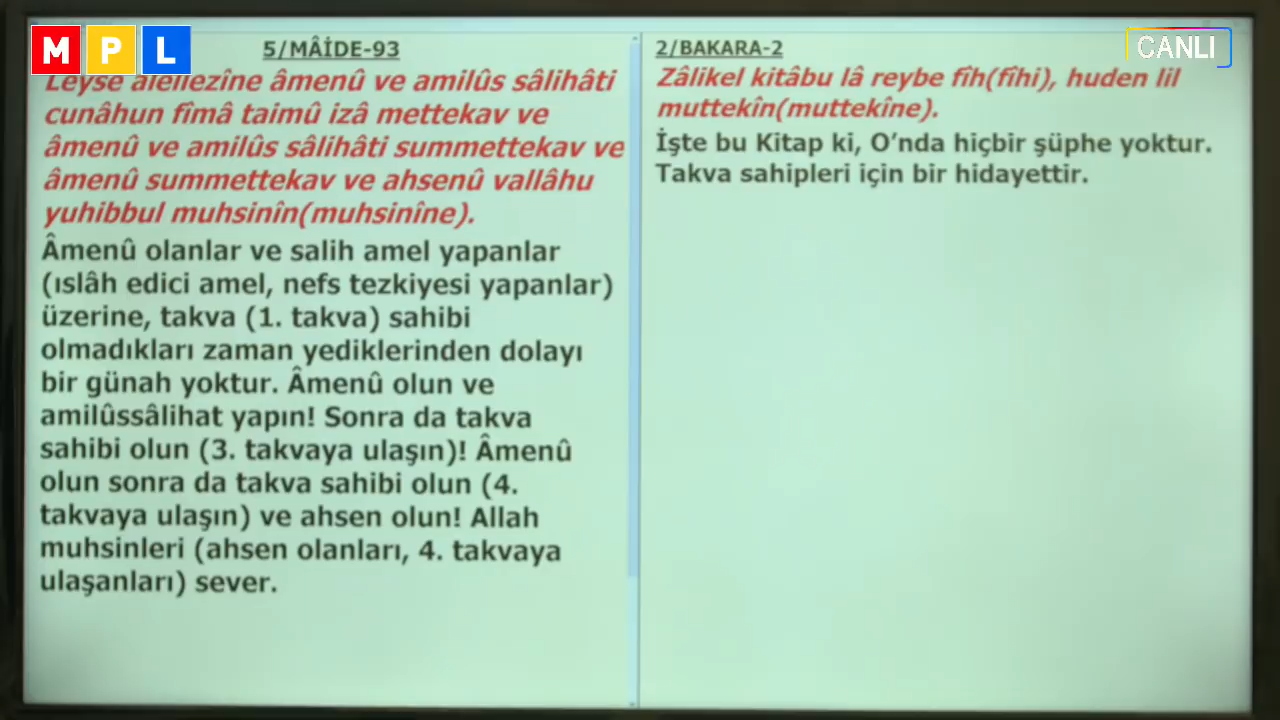 MPL
CANLI
5/MÂİDE-93
Leyse alellezîne âmenû ve amilûs sâlihâti
cunâhun fîmâ taimû izâ mettekav ve
âmenû ve amilûs sâlihâti summettekav ve
âmenû summettekav ve ahsenû vallâhu
yuhibbul muhsinîn(muhsinîne).
Âmenû olanlar ve salih amel yapanlar
(ıslâh edici amel, nefs tezkiyesi yapanlar)
üzerine, takva (1. takva) sahibi
olmadıkları zaman yediklerinden dolayı
bir günah yoktur. Âmenû olun ve
amilûssâlihat yapın! Sonra da takva
sahibi olun (3. takvaya ulaşın)! Âmenû
olun sonra da takva sahibi olun (4.
takvaya ulaşın) ve ahsen olun! Allah
muhsinleri (ahsen olanları, 4. takvaya
ulaşanları) sever.
2/BAKARA-2
Zâlikel kitâbu lâ reybe fîh(fîhi), huden lil
muttekîn(muttekîne).
İşte bu Kitap ki, O’nda hiçbir şüphe yoktur.
Takva sahipleri için bir hidayettir.